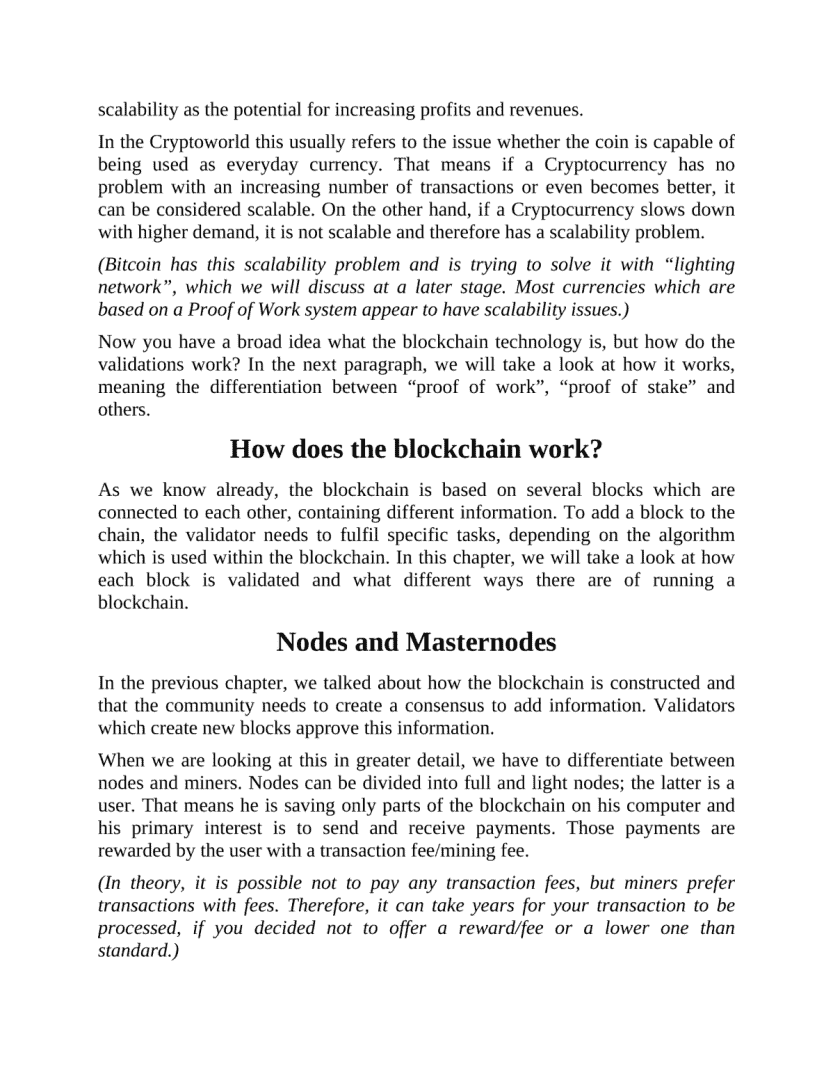 scalability as the potential for increasing profits and revenues.
In the Cryptoworld this usually refers to the issue whether the coin is capable of
being used as everyday currency. That means if a Cryptocurrency has no
problem with an increasing number of transactions or even becomes better, it
can be considered scalable. On the other hand, if a Cryptocurrency slows down
with higher demand, it is not scalable and therefore has a scalability problem.
(Bitcoin has this scalability problem and is trying to solve it with “lighting
network”, which we will discuss at a later stage. Most currencies which are
based on a Proof of Work system appear to have scalability issues.)
Now you have a broad idea what the blockchain technology is, but how do the
validations work? In the next paragraph, we will take a look at how it works,
meaning the differentiation between “proof of work”, “proof of stake” and
others.
How does the blockchain work?
As we know already, the blockchain is based on several blocks which are
connected to each other, containing different information. To add a block to the
chain, the validator needs to fulfil specific tasks, depending on the algorithm
which is used within the blockchain. In this chapter, we will take a look at how
each block is validated and what different ways there are of running a
blockchain.
Nodes and Masternodes
In the previous chapter, we talked about how the blockchain is constructed and
that the community needs to create a consensus to add information. Validators
which create new blocks approve this information.
When we are looking at this in greater detail, we have to differentiate between
nodes and miners. Nodes can be divided into full and light nodes; the latter is a
user. That means he is saving only parts of the blockchain on his computer and
his primary interest is to send and receive payments. Those payments are
rewarded by the user with a transaction fee/mining fee.
(In theory, it is possible not to pay any transaction fees, but miners prefer
transactions with fees. Therefore, it can take years for your transaction to be
processed, if you decided not to offer a reward/fee or a lower one than
standard.)